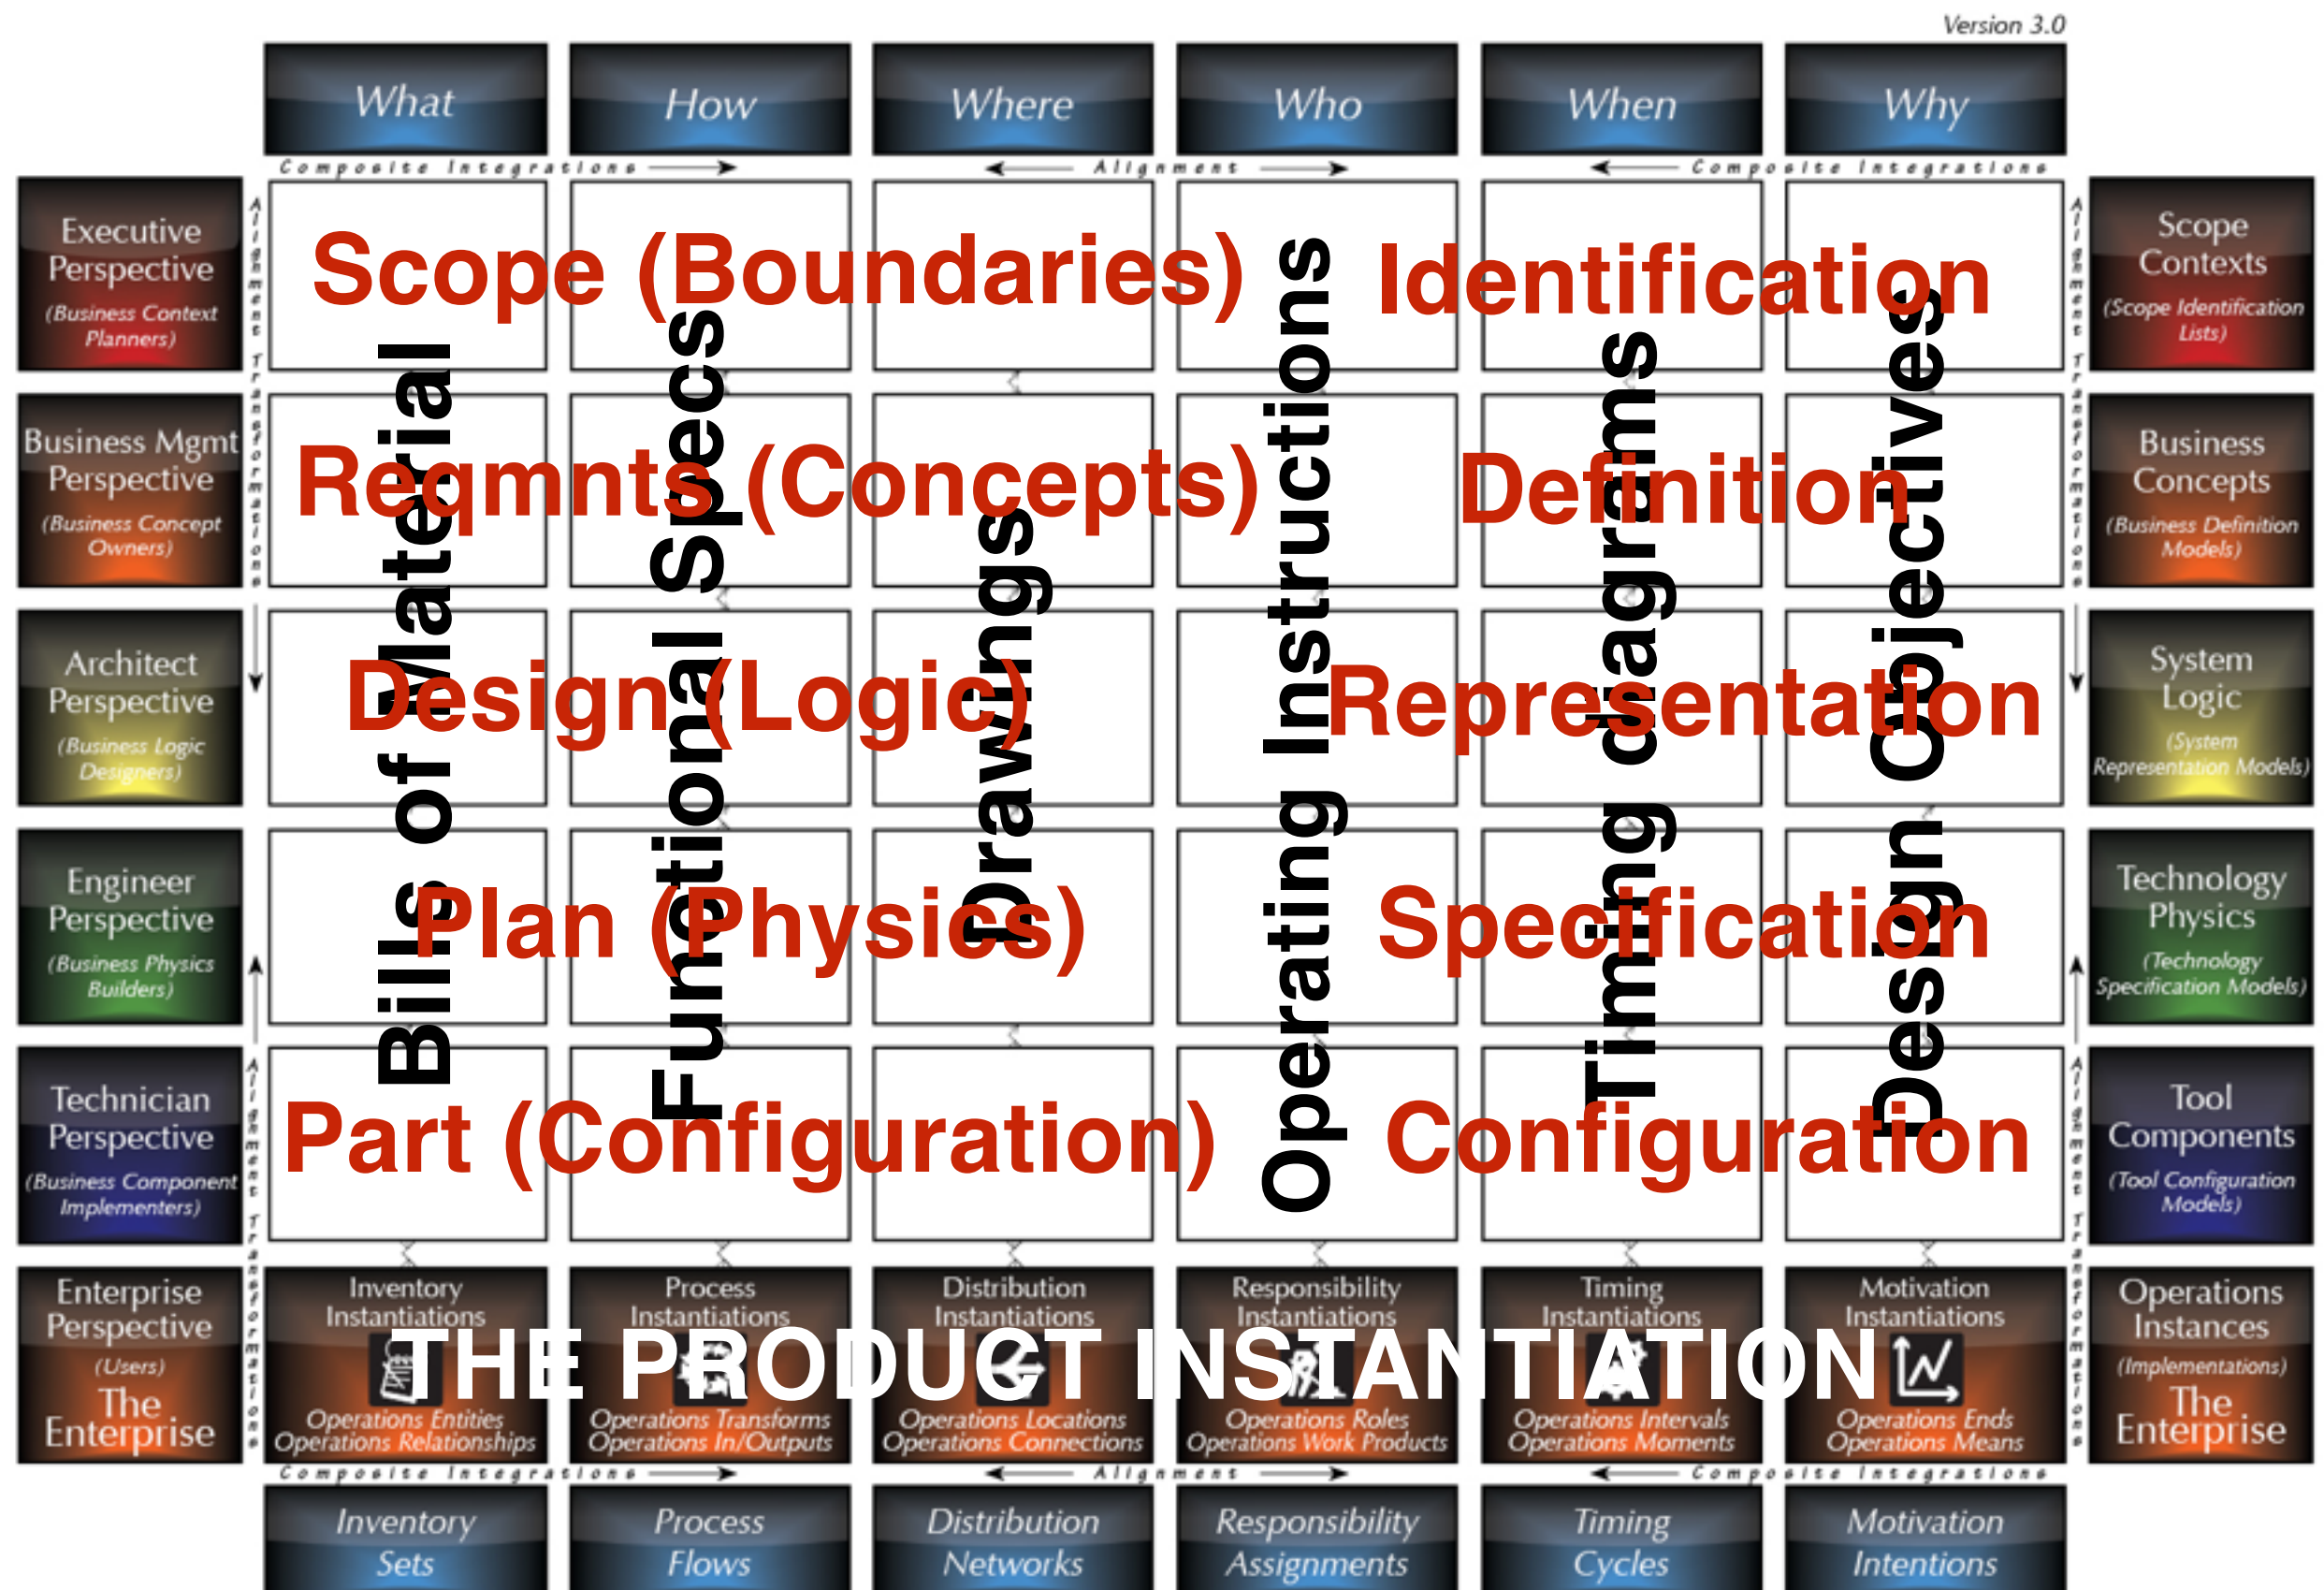 Version 3.0
What
How
Where
Who
When
Why
Composite Integrations
Alignment
Composite Integrations
Executive
Perspective
(Business Context
Planners)
Alignment Transformations
Scope (Boundaries)
Identification
Alignment Transformations
Scope
Contexts
(Scope Identification
Lists)
Business Mgmt
Perspective
(Business Concept
Owners)
Reqmnts (Concepts)
Definition
Business
Concepts
(Business Definition
Models)
Architect
Perspective
(Business Logic
Designers)
Design (Logic)
Representation
System
Logic
(System
Representation Models)
Engineer
Perspective
(Business Physics
Builders)
Plan (Physics)
Specification
Technology
Physics
(Technology
Specification Models)
Technician
Perspective
(Business Component
Implementers)
Alignment Transformations
Part (Configuration)
Configuration
Alignment Transformations
Tool
Components
(Tool Configuration
Models)
Bills of Material
Functional Specs
Drawings
Operating Instructions
Timing diagrams
Design Objectives
Enterprise
Perspective
(Users)
The
Enterprise
Inventory
Instantiations
Operations Entities
Operations Relationships
Process
Instantiations
Operations Transforms
Operations In/Outputs
Distribution
Instantiations
Operations Locations
Operations Connections
Responsibility
Instantiations
Operations Roles
Operations Work Products
Timing
Instantiations
Operations Intervals
Operations Moments
Motivation
Instantiations
Operations Ends
Operations Means
THE PRODUCT INSTANTIATION
Operations
Instances
(Implementations)
The
Enterprise
Composite Integrations
Alignment
Composite Integrations
Inventory
Sets
Process
Flows
Distribution
Networks
Responsibility
Assignments
Timing
Cycles
Motivation
Intentions